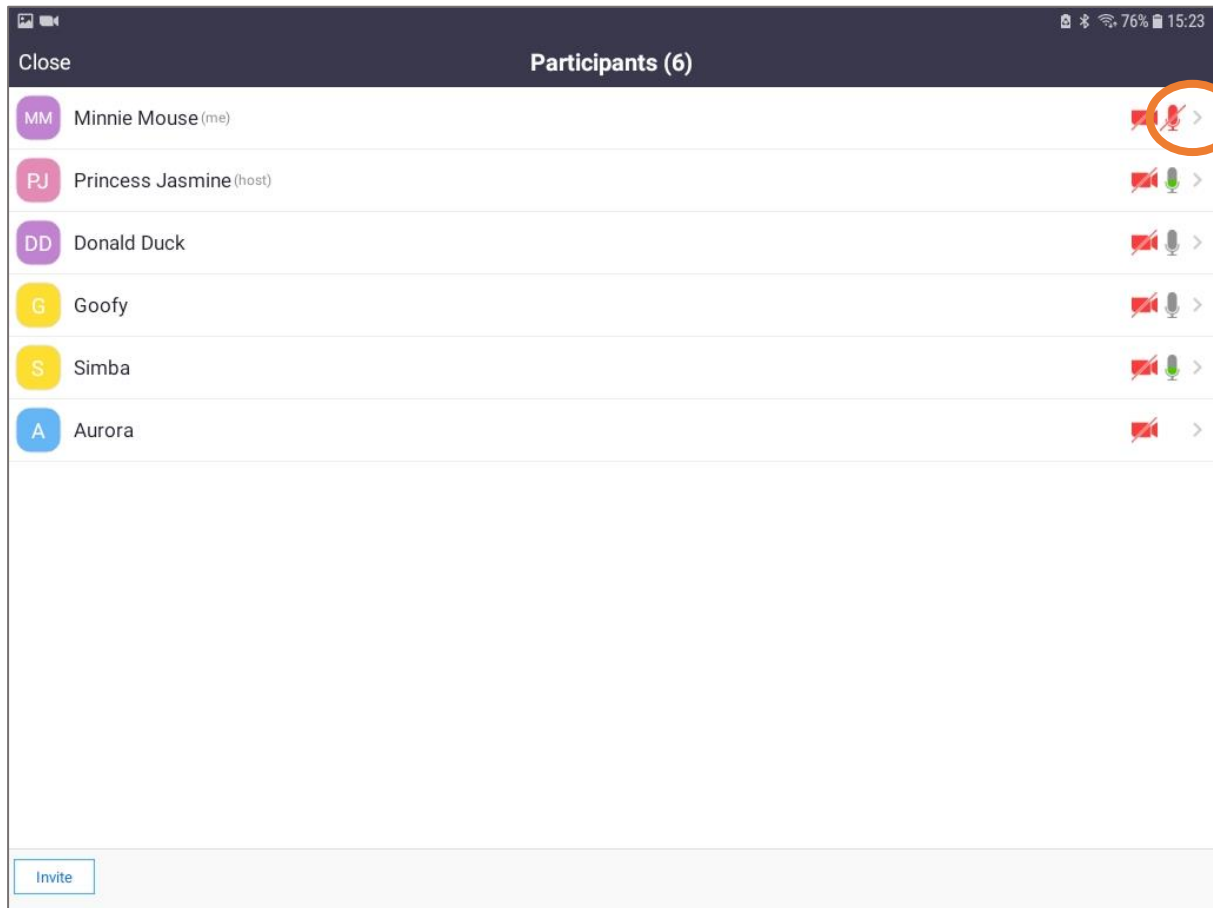 76% 15:23
Close Participants (6)
MM Minnie Mouse (me)
PJ Princess Jasmine (host)
DD Donald Duck
G Goofy
S Simba
A Aurora
Invite